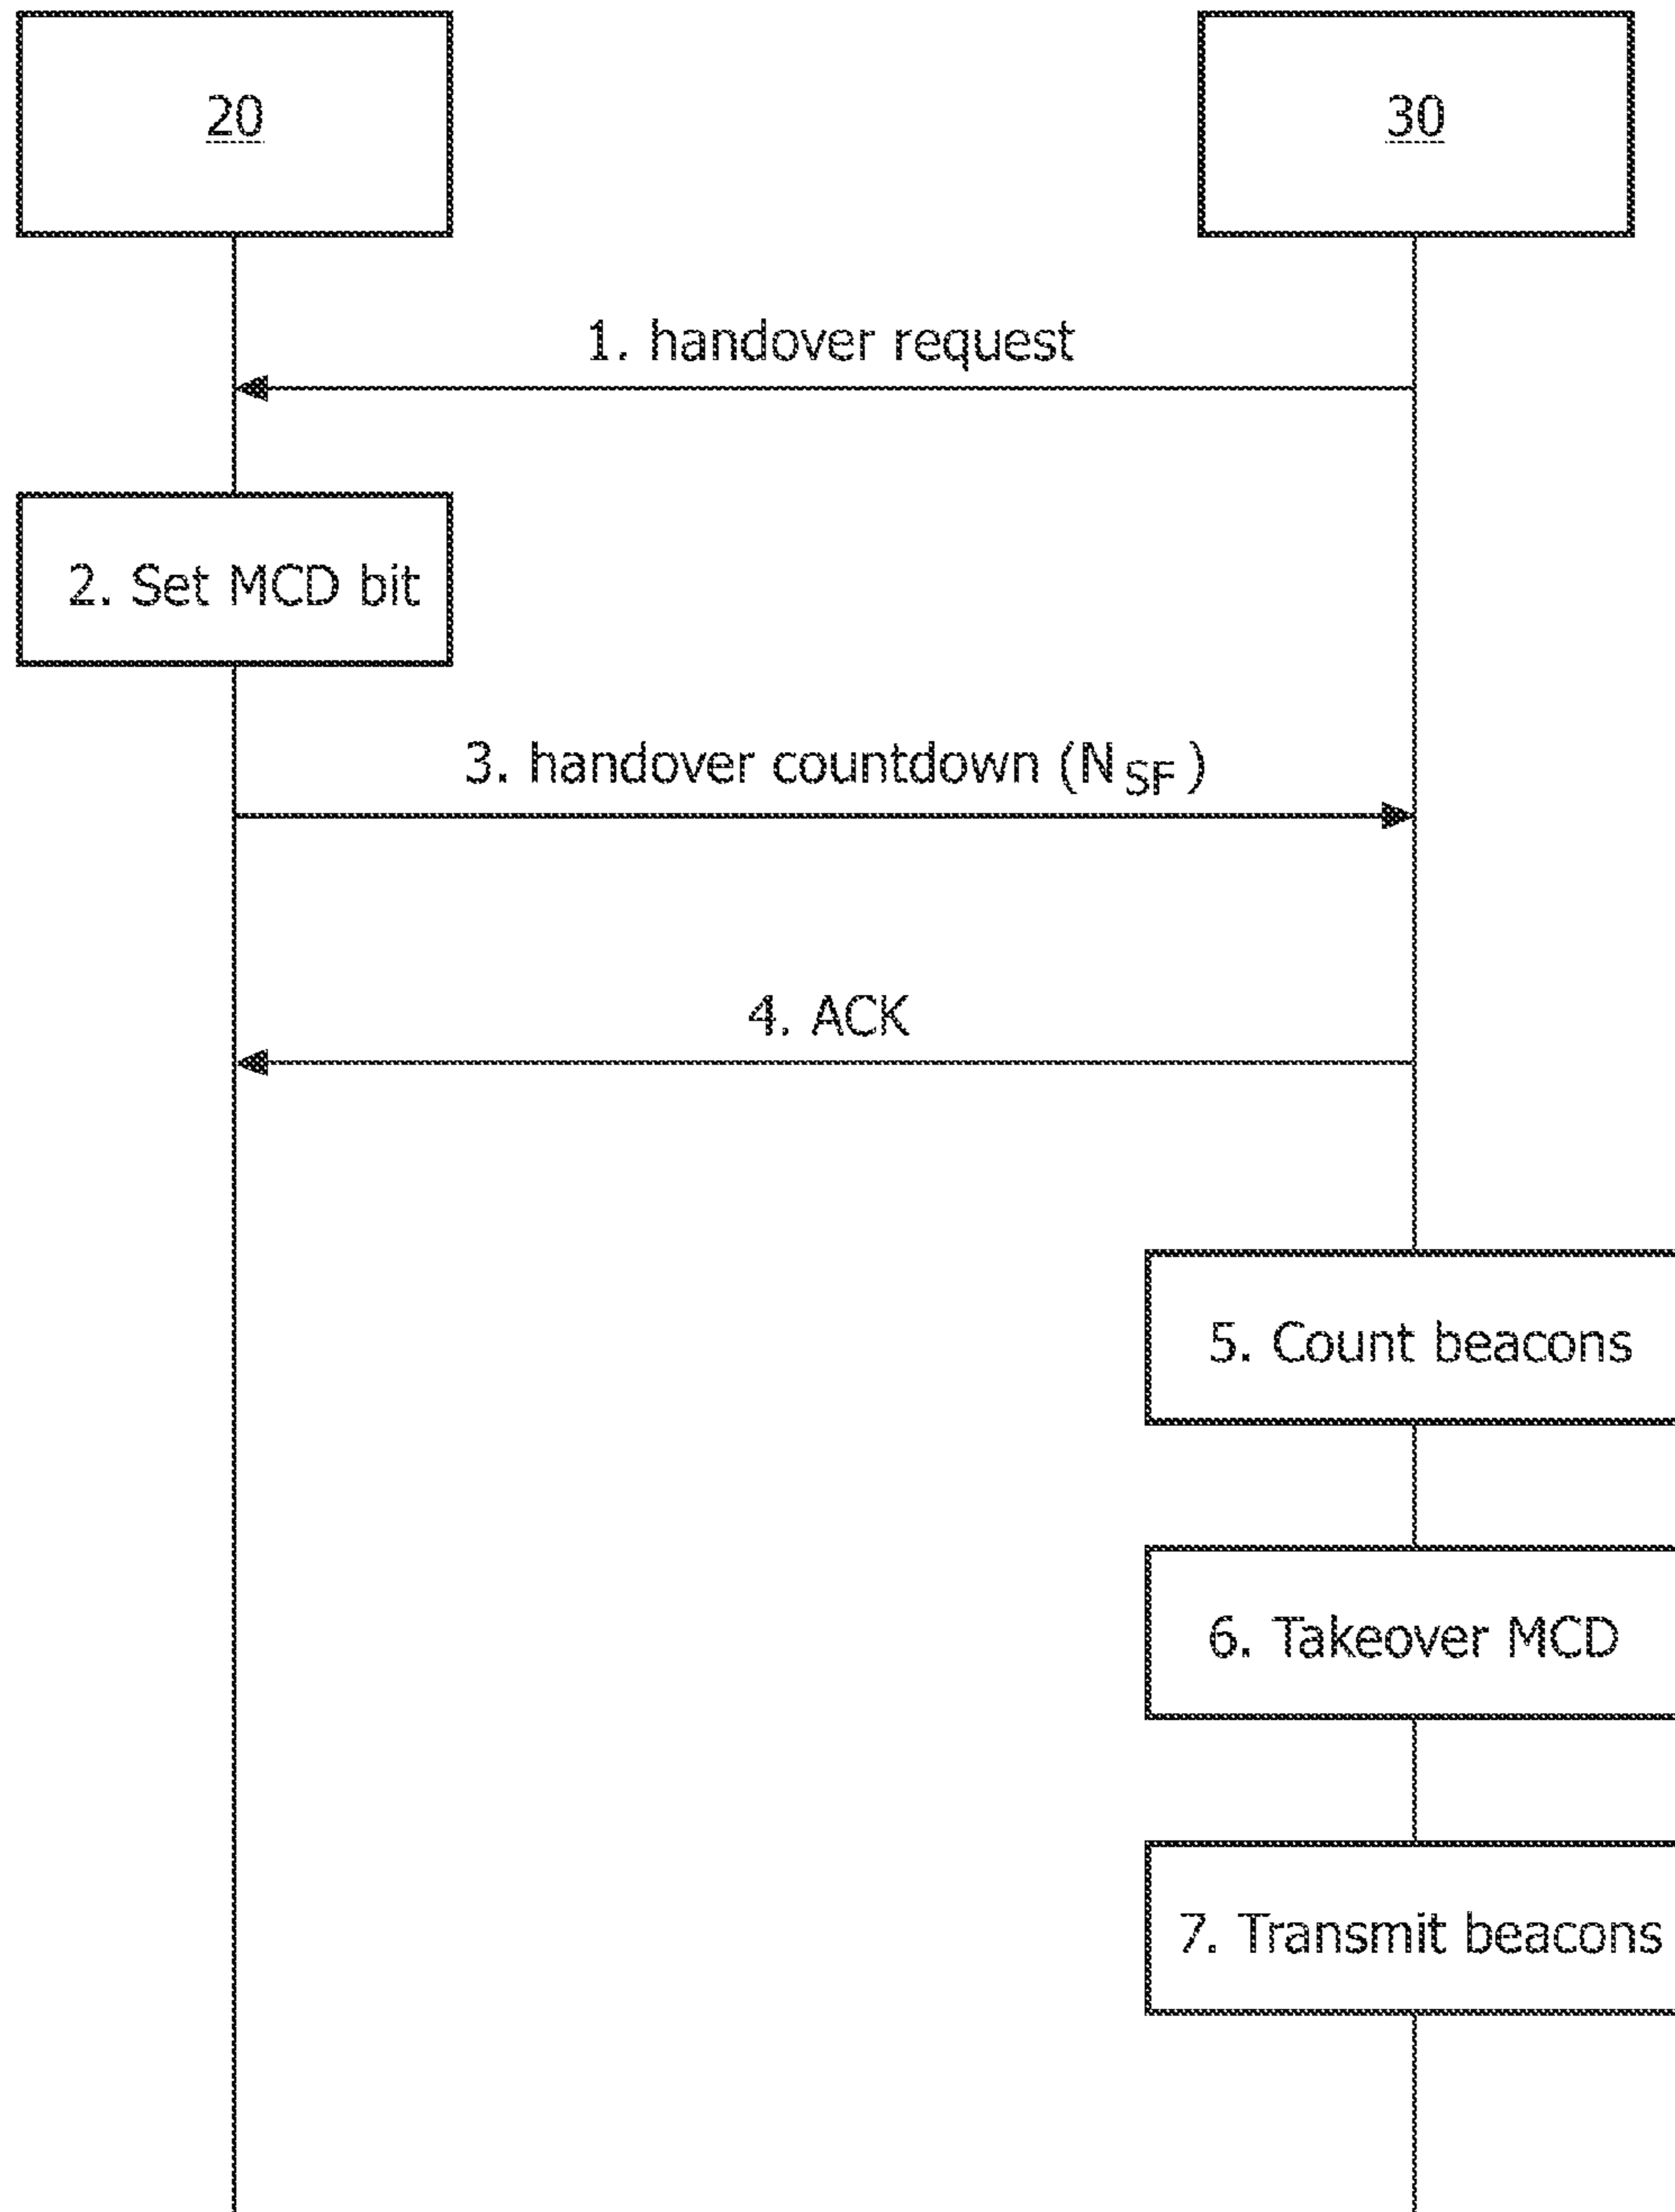 20
30
1. handover request
2. Set MCD bit
3. handover countdown (N SF )
4. ACK
5. Count beacons
6. Takeover MCD
7. Transmit beacons